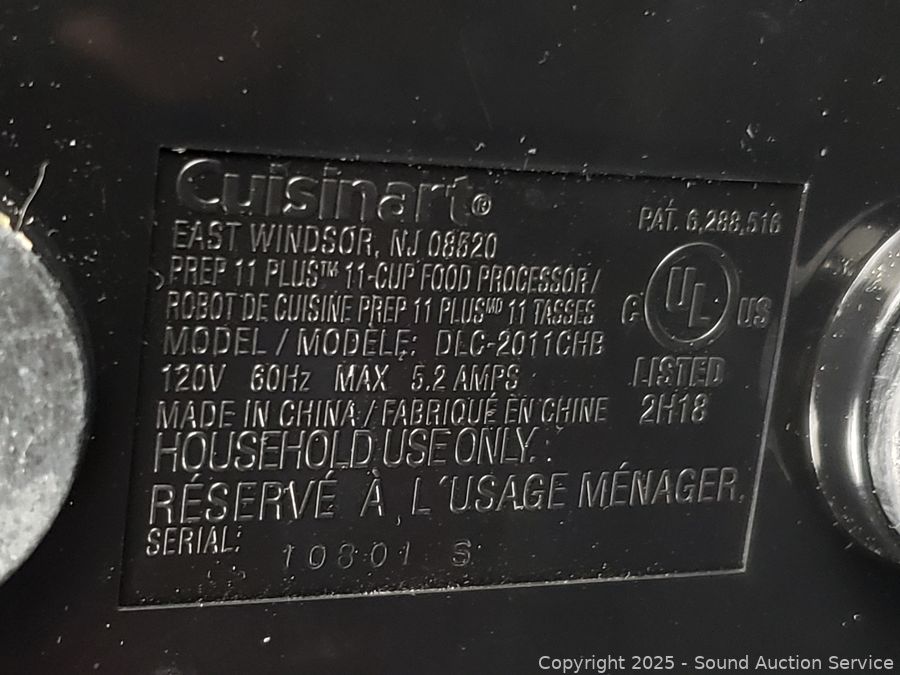 Cuisinart®
EAST WINDSOR, NJ 08520
PREP 11 PLUS™ 11-CUP FOOD PROCESSOR/
ROBOT DE CUISINE PREP 11 PLUSᴹᴰ 11 TASSES
MODEL / MODÈLE: DLC-2011CHB
120V 60Hz MAX 5.2 AMPS
MADE IN CHINA / FABRIQUÉ EN CHINE
HOUSEHOLD USE ONLY.
RÉSERVÉ À L'USAGE MÉNAGER.
SERIAL: 10801 S
PAT. 6,288,516
C UL US
LISTED
2H18
Copyright © 2025 - Sound Auction Service